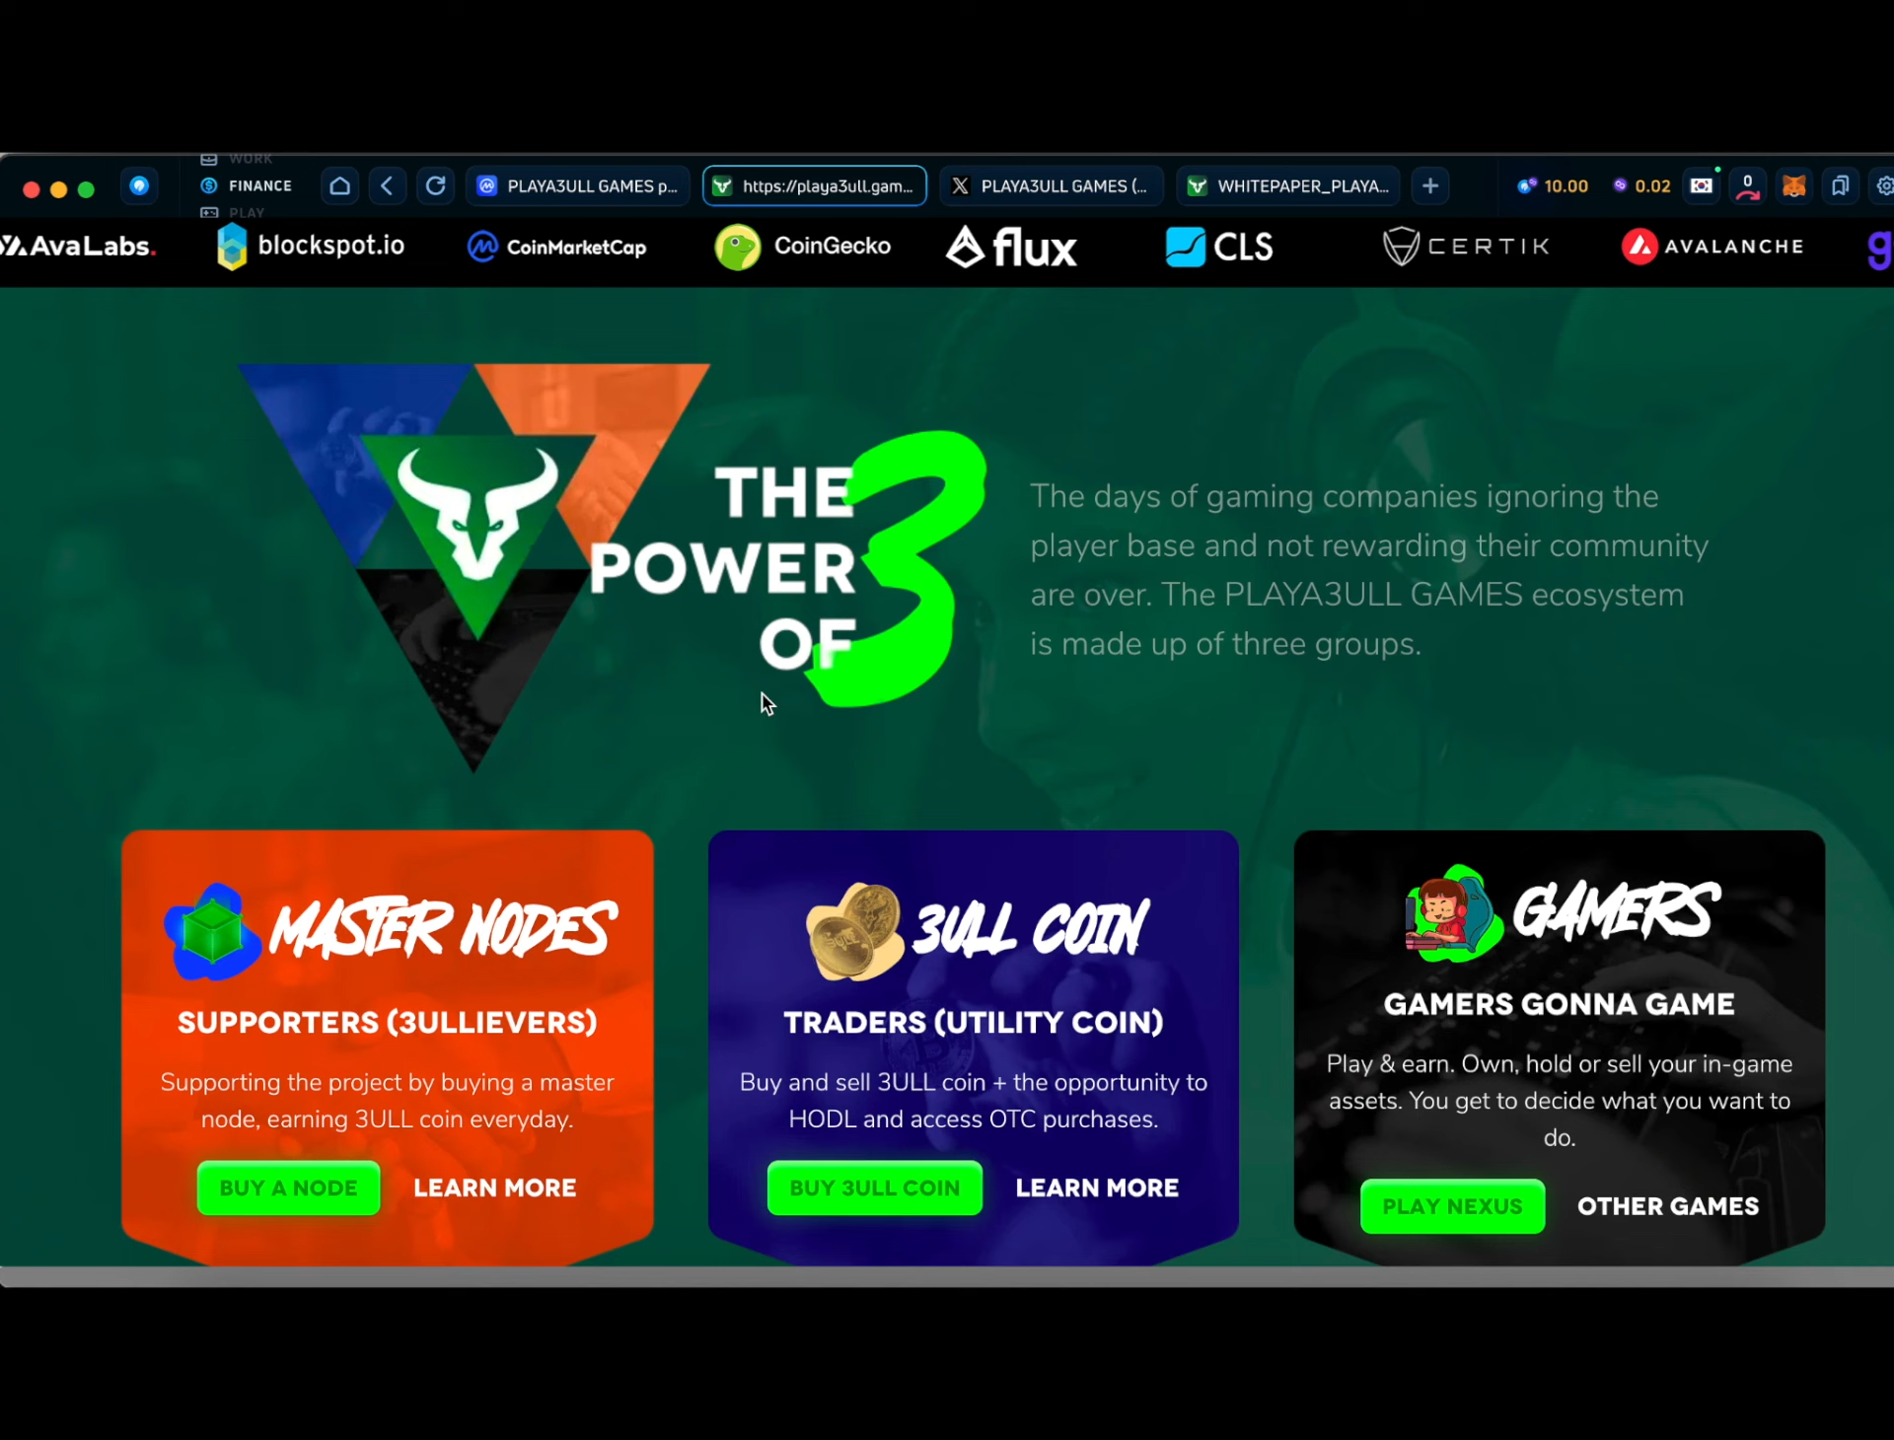 WORK
FINANCE
PLAY
PLAYA3ULL GAMES p...
https://playa3ull.gam...
PLAYA3ULL GAMES (...
WHITEPAPER_PLAYA...
10.00
0.02
0
AvaLabs.
blockspot.io
CoinMarketCap
CoinGecko
flux
CLS
CERTIK
AVALANCHE
g
THE
POWER
OF
3
The days of gaming companies ignoring the
player base and not rewarding their community
are over. The PLAYA3ULL GAMES ecosystem
is made up of three groups.
MASTER NODES
SUPPORTERS (3ULLIEVERS)
Supporting the project by buying a master
node, earning 3ULL coin everyday.
BUY A NODE
LEARN MORE
3ULL COIN
TRADERS (UTILITY COIN)
Buy and sell 3ULL coin + the opportunity to
HODL and access OTC purchases.
BUY 3ULL COIN
LEARN MORE
GAMERS
GAMERS GONNA GAME
Play & earn. Own, hold or sell your in-game
assets. You get to decide what you want to
do.
PLAY NEXUS
OTHER GAMES